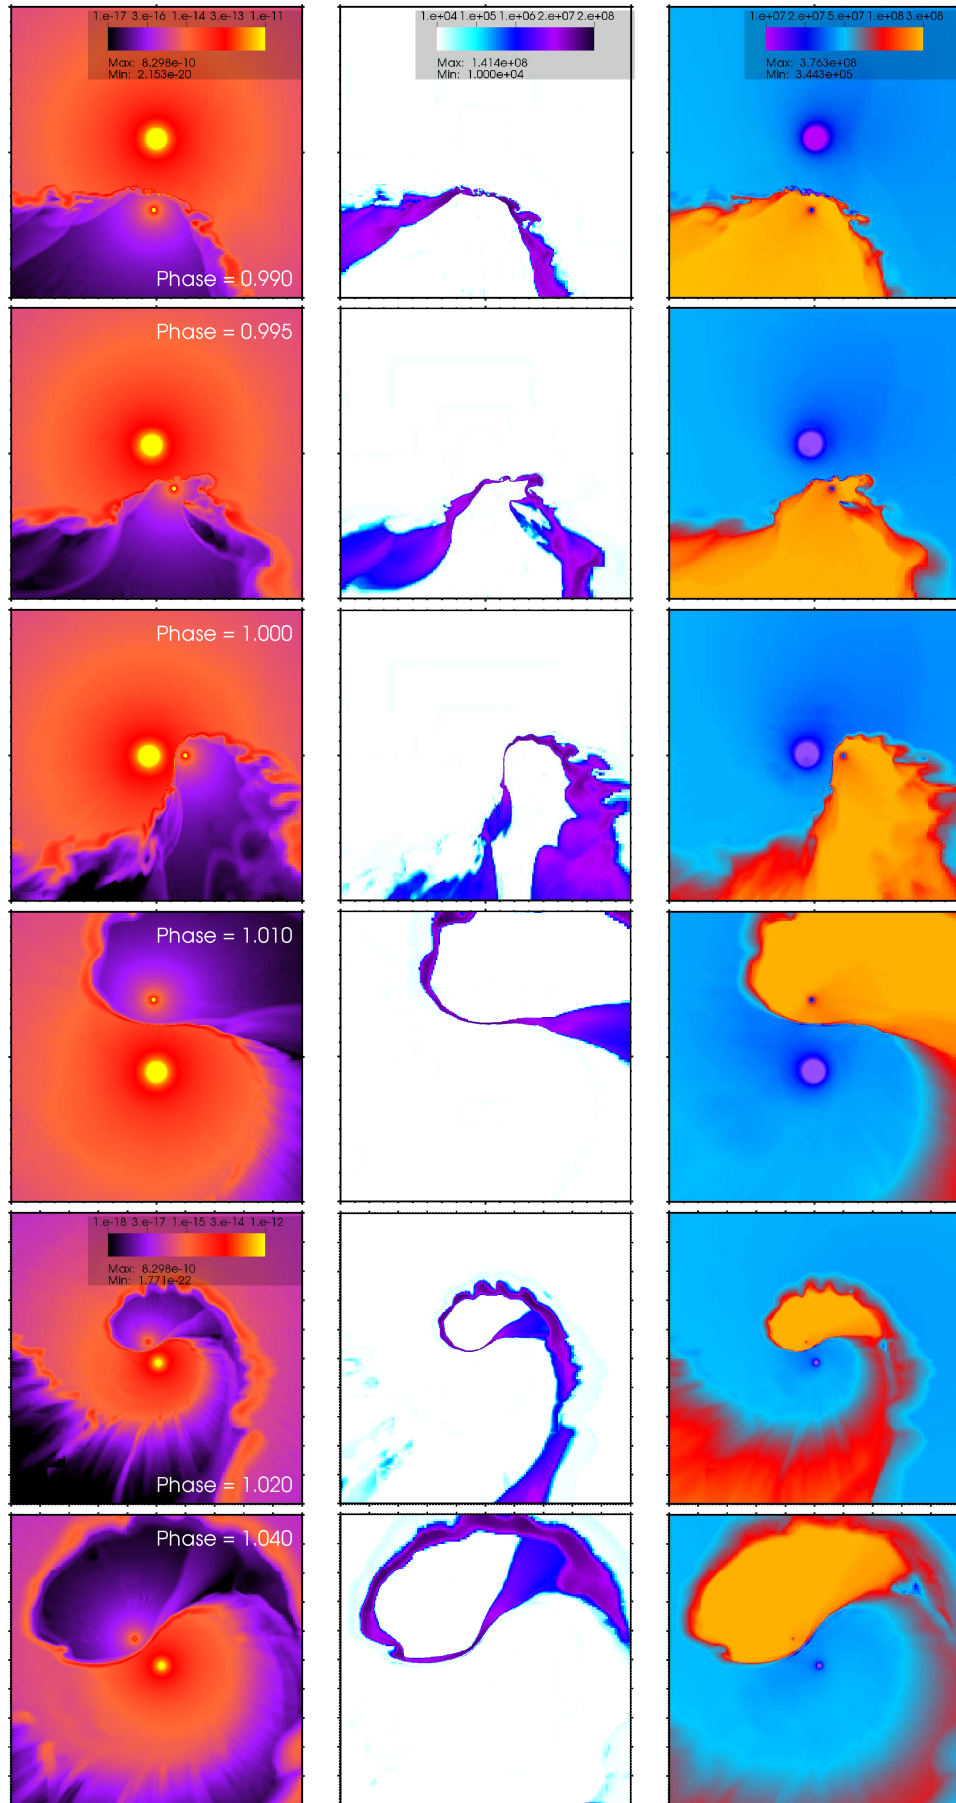 1.e-17 3.e-16 1.e-14 3.e-13 1.e-11
Max: 8.298e-10
Min: 2.153e-20
1.e+04 1.e+05 1.e+06 2.e+07 2.e+08
Max: 1.414e+08
Min: 1.000e+04
1.e+07 2.e+07 5.e+07 1.e+08 3.e+08
Max: 3.763e+08
Min: 3.443e+05
Phase = 0.990
Phase = 0.995
Phase = 1.000
Phase = 1.010
1.e-18 3.e-17 1.e-15 3.e-14 1.e-12
Max: 8.298e-10
Min: 1.771e-22
Phase = 1.020
Phase = 1.040